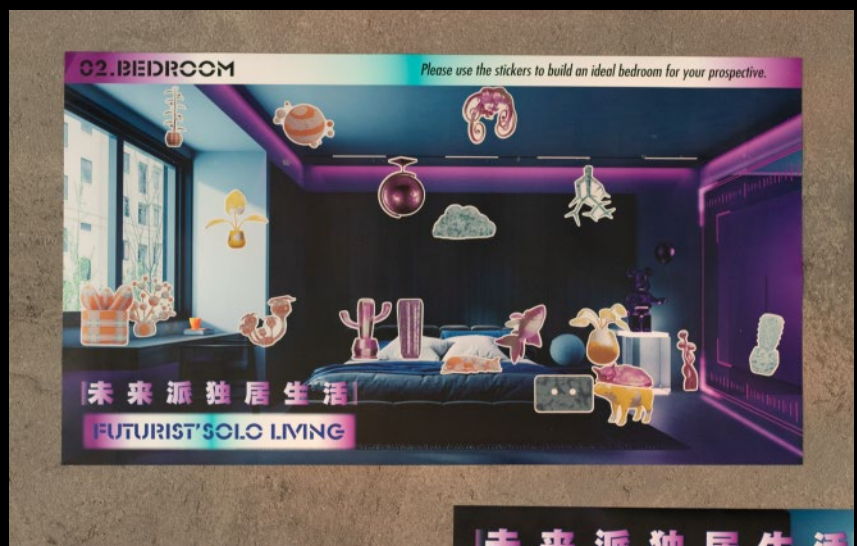 02.BEDROOM
Please use the stickers to build an ideal bedroom for your prospective.
未来派独居生活
FUTURIST'SOLO LIVING
未来派独居生活